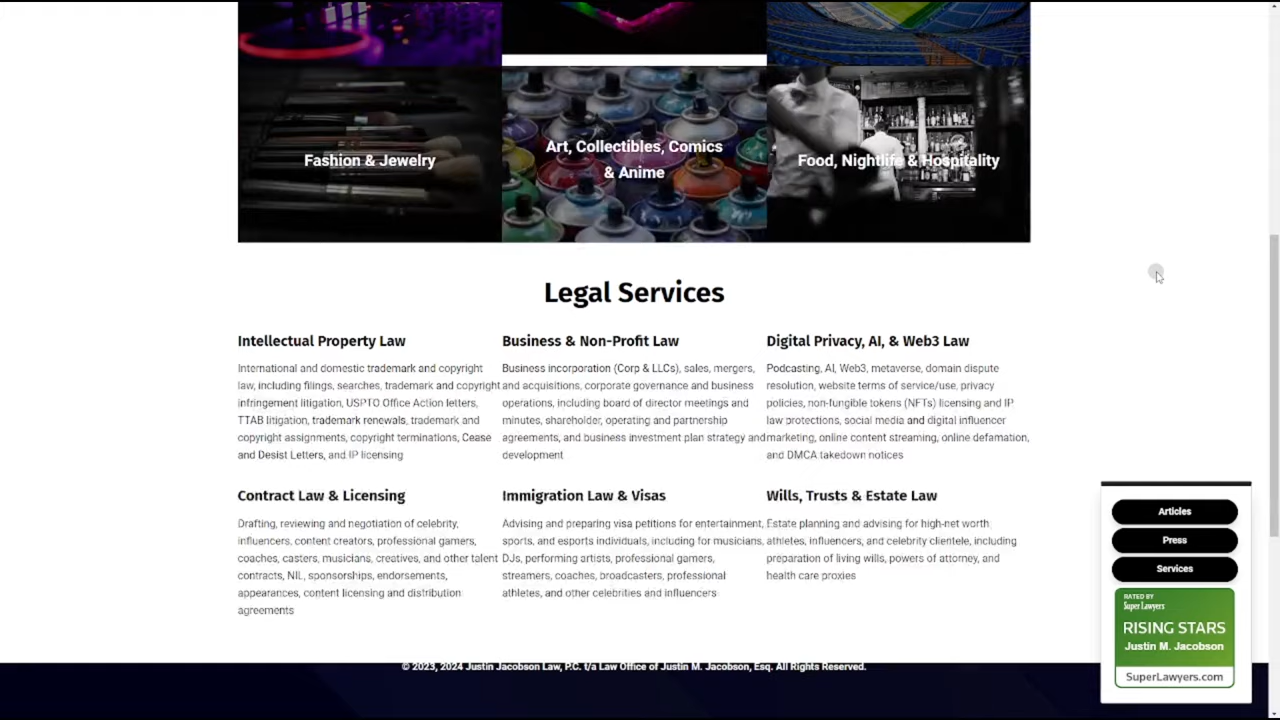 Fashion & Jewelry
Art, Collectibles, Comics
& Anime
Food, Nightlife & Hospitality
Legal Services
Intellectual Property Law
International and domestic trademark and copyright
law, including filings, searches, trademark and copyright
infringement litigation, USPTO Office Action letters,
TTAB litigation, trademark renewals, trademark and
copyright assignments, copyright terminations, Cease
and Desist Letters, and IP licensing
Business & Non-Profit Law
Business incorporation (Corp & LLCs), sales, mergers,
and acquisitions, corporate governance and business
operations, including board of director meetings and
minutes, shareholder, operating and partnership
agreements, and business investment plan strategy and
development
Digital Privacy, AI, & Web3 Law
Podcasting, AI, Web3, metaverse, domain dispute
resolution, website terms of service/use, privacy
policies, non-fungible tokens (NFTs) licensing and IP
law protections, social media and digital influencer
marketing, online content streaming, online defamation,
and DMCA takedown notices
Contract Law & Licensing
Drafting, reviewing and negotiation of celebrity,
influencers, content creators, professional gamers,
coaches, casters, musicians, creatives, and other talent
contracts, NIL, sponsorships, endorsements,
appearances, content licensing and distribution
agreements
Immigration Law & Visas
Advising and preparing visa petitions for entertainment,
sports, and esports individuals, including for musicians,
DJs, performing artists, professional gamers,
streamers, coaches, broadcasters, professional
athletes, and other celebrities and influencers
Wills, Trusts & Estate Law
Estate planning and advising for high-net worth
athletes, influencers, and celebrity clientele, including
preparation of living wills, powers of attorney, and
health care proxies
Articles
Press
Services
RATED BY
Super Lawyers
RISING STARS
Justin M. Jacobson
SuperLawyers.com
© 2023, 2024 Justin Jacobson Law, P.C. t/a Law Office of Justin M. Jacobson, Esq. All Rights Reserved.